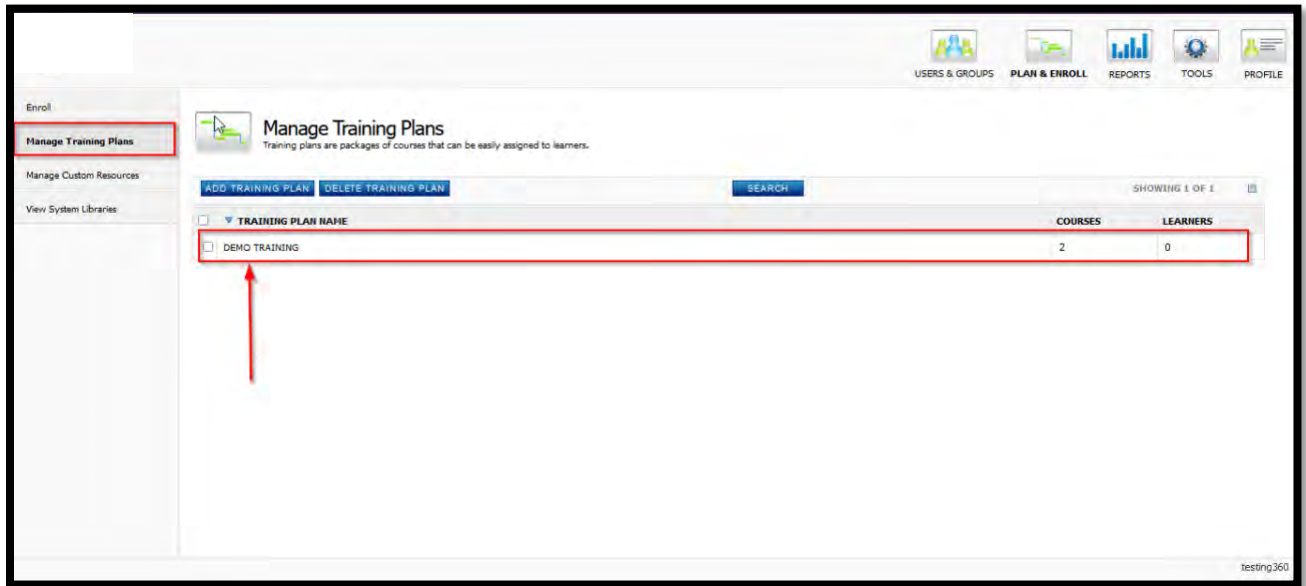 USERS & GROUPS PLAN & ENROLL REPORTS TOOLS PROFILE
Enroll
Manage Training Plans
Manage Custom Resources
View System Libraries
Manage Training Plans
Training plans are packages of courses that can be easily assigned to learners.
ADD TRAINING PLAN DELETE TRAINING PLAN SEARCH SHOWING 1 OF 1
TRAINING PLAN NAME COURSES LEARNERS
DEMO TRAINING 2 0
testing360